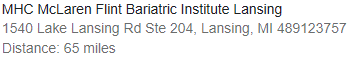 MHC McLaren Flint Bariatric Institute Lansing
1540 Lake Lansing Rd Ste 204, Lansing, MI 489123757
Distance: 65 miles